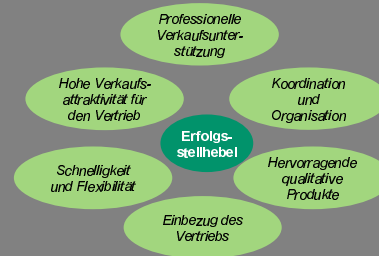 Professionelle
Verkaufsunter-
stützung
Hohe Verkaufs-
attraktivität für
den Vertrieb
Koordination
und
Organisation
Erfolgs-
stellhebel
Schnelligkeit
und Flexibilität
Hervorragende
qualitative
Produkte
Einbezug des
Vertriebs